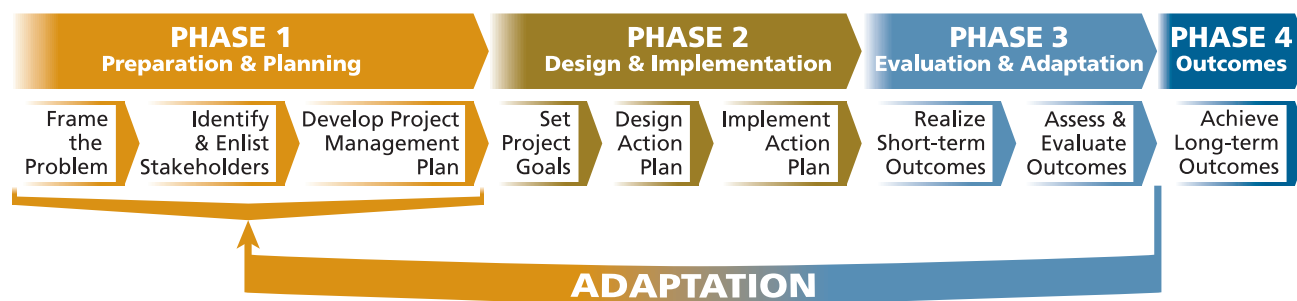 PHASE 1
Preparation & Planning
PHASE 2
Design & Implementation
PHASE 3
Evaluation & Adaptation
PHASE 4
Outcomes
Frame
the
Problem
Identify
& Enlist
Stakeholders
Develop Project
Management
Plan
Set
Project
Goals
Design
Action
Plan
Implement
Action
Plan
Realize
Short-term
Outcomes
Assess &
Evaluate
Outcomes
Achieve
Long-term
Outcomes
ADAPTATION